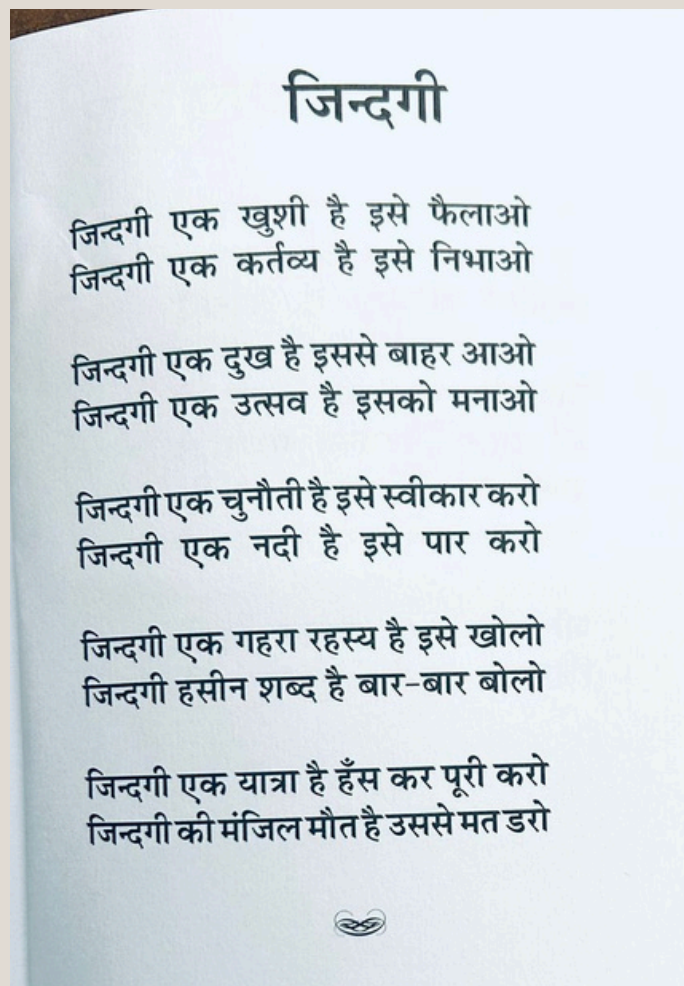 जिन्दगी
जिन्दगी एक खुशी है इसे फैलाओ
जिन्दगी एक कर्तव्य है इसे निभाओ
जिन्दगी एक दुख है इससे बाहर आओ
जिन्दगी एक उत्सव है इसको मनाओ
जिन्दगी एक चुनौती है इसे स्वीकार करो
जिन्दगी एक नदी है इसे पार करो
जिन्दगी एक गहरा रहस्य है इसे खोलो
जिन्दगी हसीन शब्द है बार-बार बोलो
जिन्दगी एक यात्रा है हँस कर पूरी करो
जिन्दगी की मंजिल मौत है उससे मत डरो